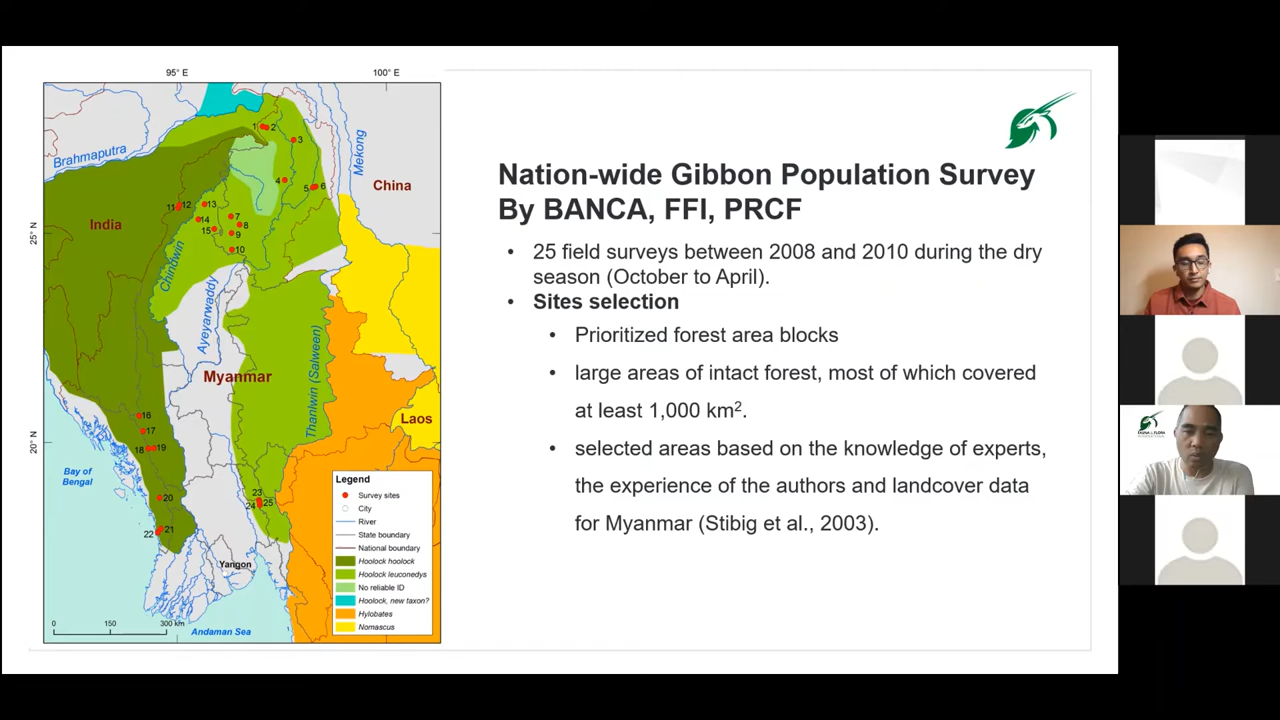 95° E
100° E
1
2
3
Brahmaputra
Mekong
4
5
6
China
11
12
13
India
14
7
8
15
9
25° N
10
Chindwin
Ayeyarwaddy
Myanmar
Thanlwin (Salween)
Laos
16
17
20° N
18
19
Bay of
Bengal
20
23
24
25
22
21
Yangon
0
150
300 km
Andaman Sea
Legend
Survey sites
City
River
State boundary
National boundary
Hoolock hoolock
Hoolock leuconedys
No reliable ID
Hoolock, new taxon?
Hylobates
Nomascus
Nation-wide Gibbon Population Survey
By BANCA, FFI, PRCF
• 25 field surveys between 2008 and 2010 during the dry
season (October to April).
• Sites selection
• Prioritized forest area blocks
• large areas of intact forest, most of which covered
at least 1,000 km².
• selected areas based on the knowledge of experts,
the experience of the authors and landcover data
for Myanmar (Stibig et al., 2003).